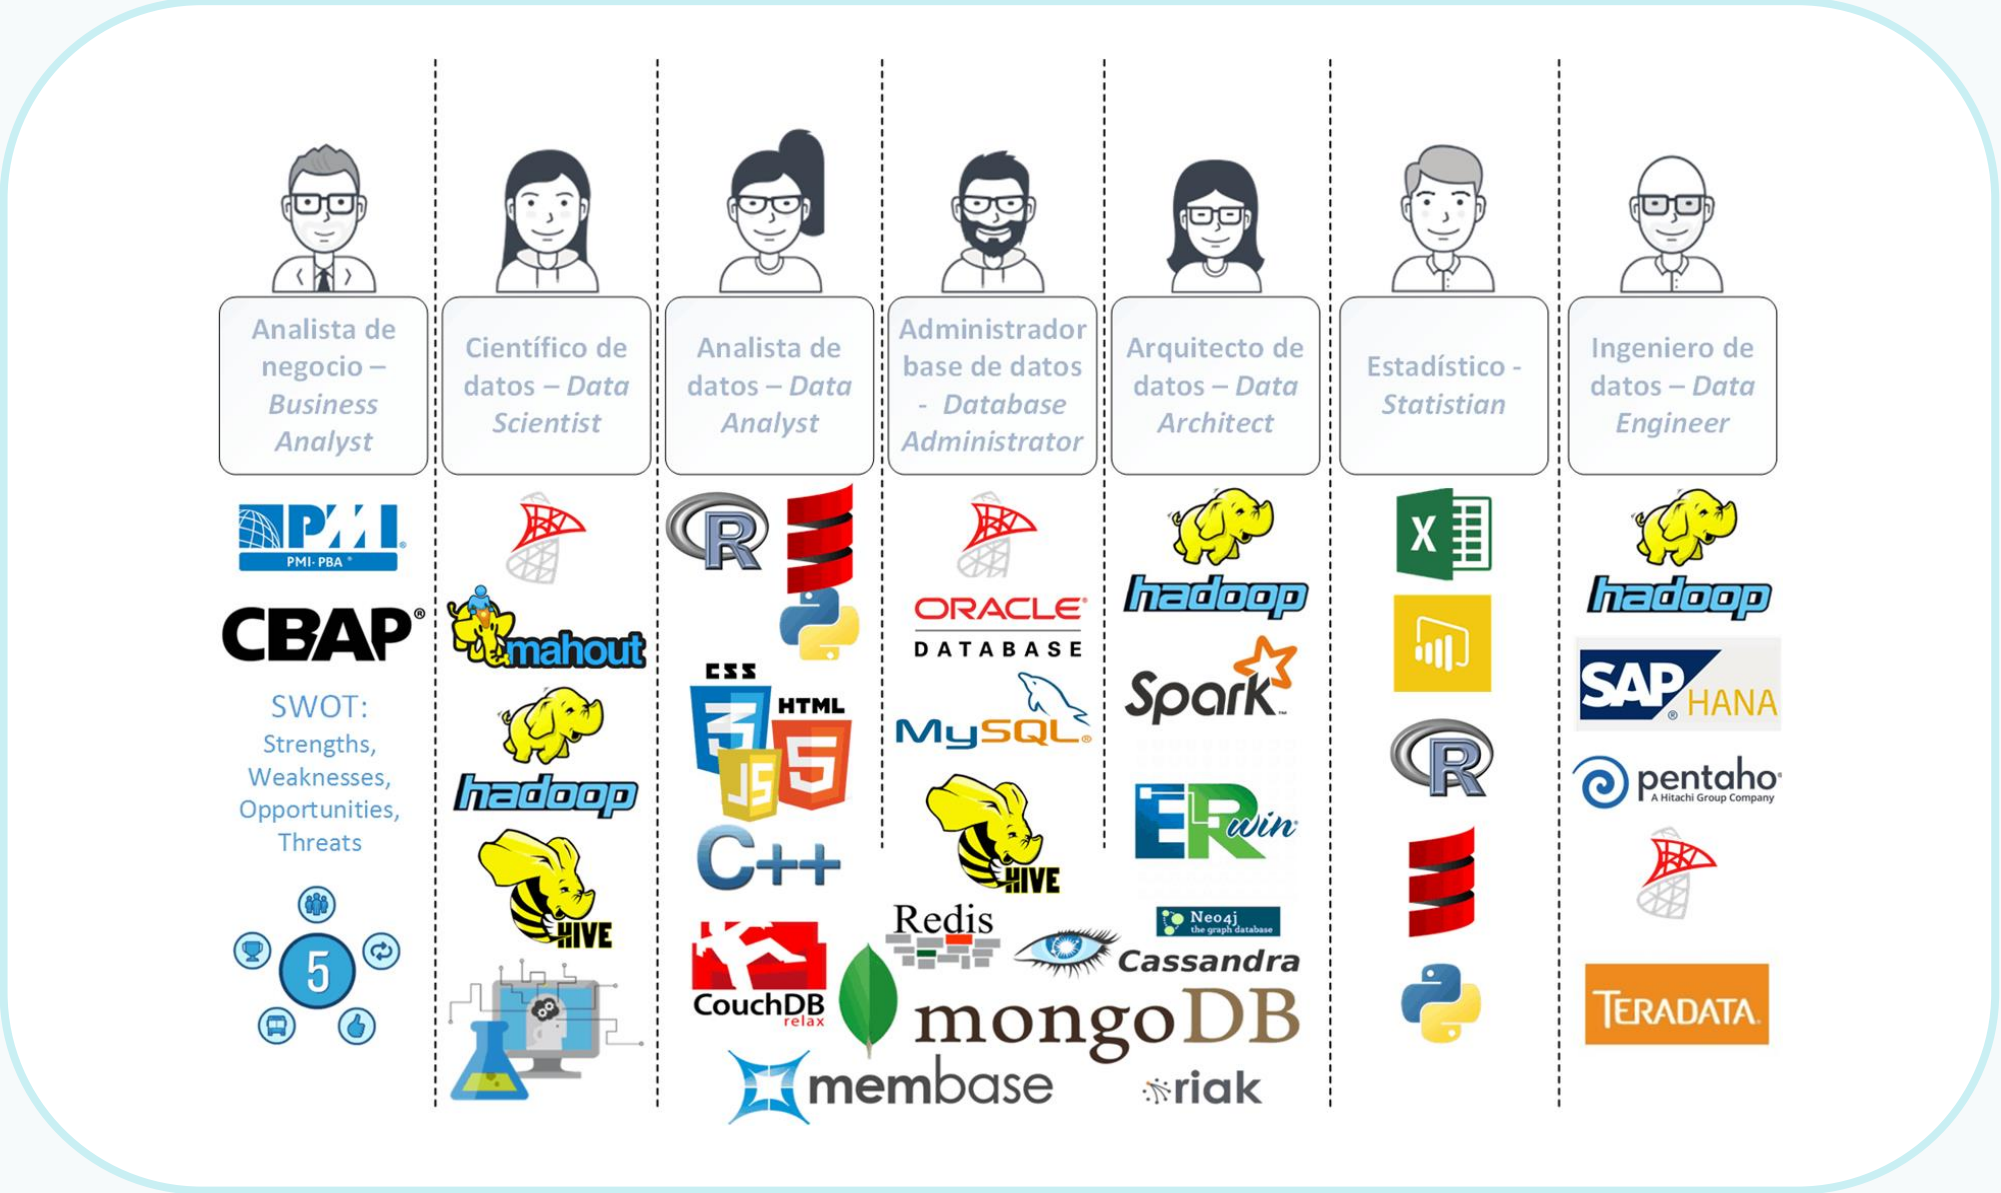 Analista de
negocio –
Business
Analyst
PMI®
PMI-PBA®
CBAP®
SWOT:
Strengths,
Weaknesses,
Opportunities,
Threats
5
Científico de
datos – Data
Scientist
mahout
hadoop
HIVE
Analista de
datos – Data
Analyst
R
CSS
3
HTML
5
JS
C++
CouchDB
relax
Administrador
base de datos
- Database
Administrator
ORACLE®
DATABASE
MySQL®
HIVE
Redis
Cassandra
mongoDB
membase
riak
Arquitecto de
datos – Data
Architect
hadoop
Spark™
ERwin®
Neo4j
the graph database
Estadístico -
Statistian
X
R
Ingeniero de
datos – Data
Engineer
hadoop
SAP® HANA
pentaho®
A Hitachi Group Company
TERADATA.